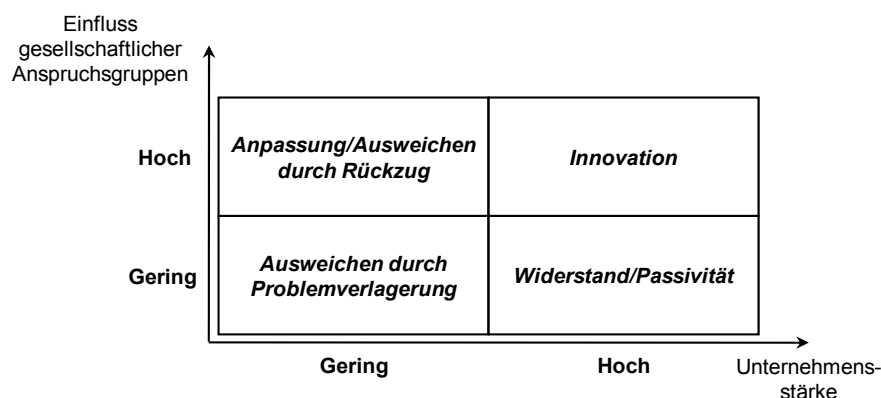 Einfluss
gesellschaftlicher
Anspruchsgruppen
Hoch
Anpassung/Ausweichen
durch Rückzug
Innovation
Gering
Ausweichen durch
Problemverlagerung
Widerstand/Passivität
Gering
Hoch
Unternehmens-
stärke